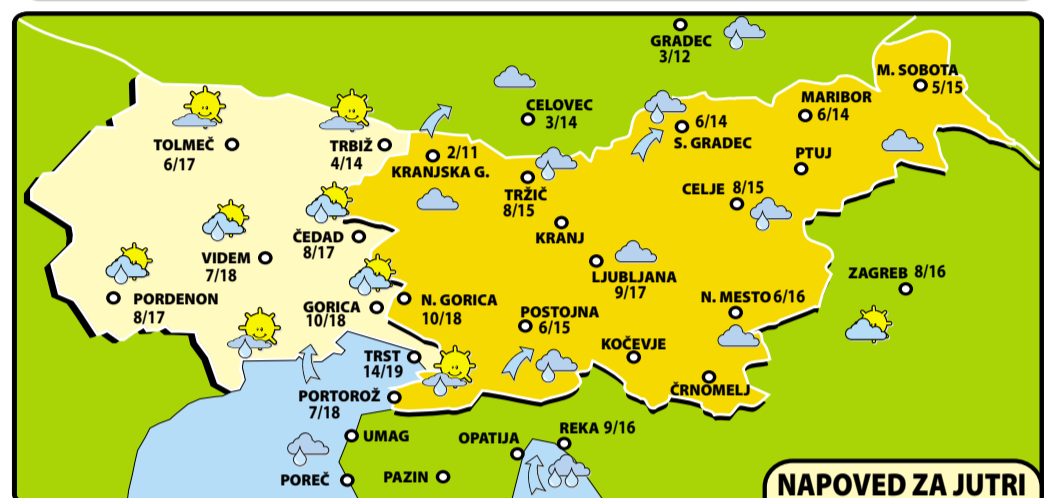 GRADEC
3/12
M. SOBOTA
5/15
CELOVEC
3/14
MARIBOR
6/14
6/14
S. GRADEC
TOLMEČ
6/17
TRBIŽ
4/14
2/11
KRANJSKA G.
PTUJ
TRŽIČ
8/15
CELJE 8/15
KRANJ
ČEDAD
8/17
VIDEM
7/18
LJUBLJANA
9/17
ZAGREB 8/16
PORDENON
8/17
GORICA
10/18
N. GORICA
10/18
POSTOJNA
6/15
N. MESTO 6/16
KOČEVJE
TRST
14/19
ČRNOMELJ
PORTOROŽ
7/18
UMAG
OPATIJA
REKA 9/16
POREČ
PAZIN
NAPOVED ZA JUTRI